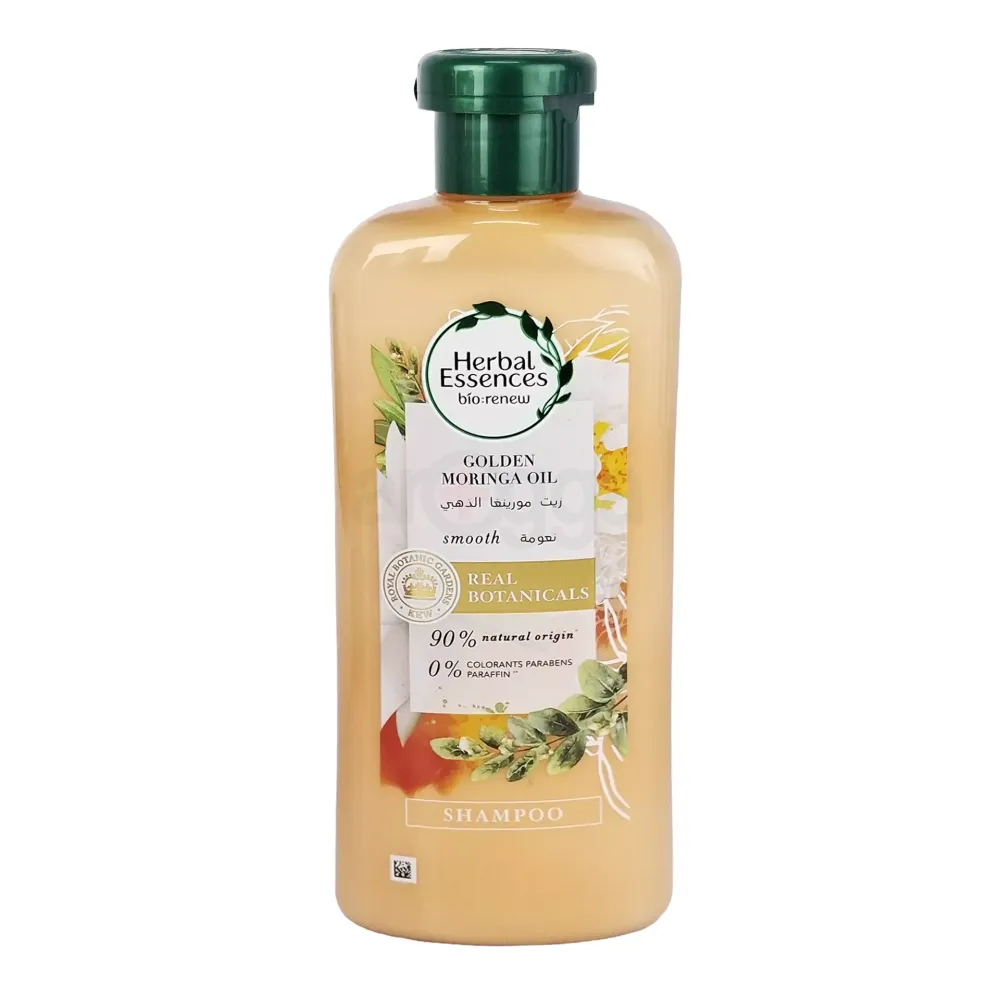 Herbal
Essences
bío:renew
GOLDEN
MORINGA OIL
زيت مورينغا الذهبي
smooth نعومة
ROYAL BOTANIC GARDENS
KEW
REAL
BOTANICALS
90% natural origin*
0% COLORANTS PARABENS
PARAFFIN **
SHAMPOO